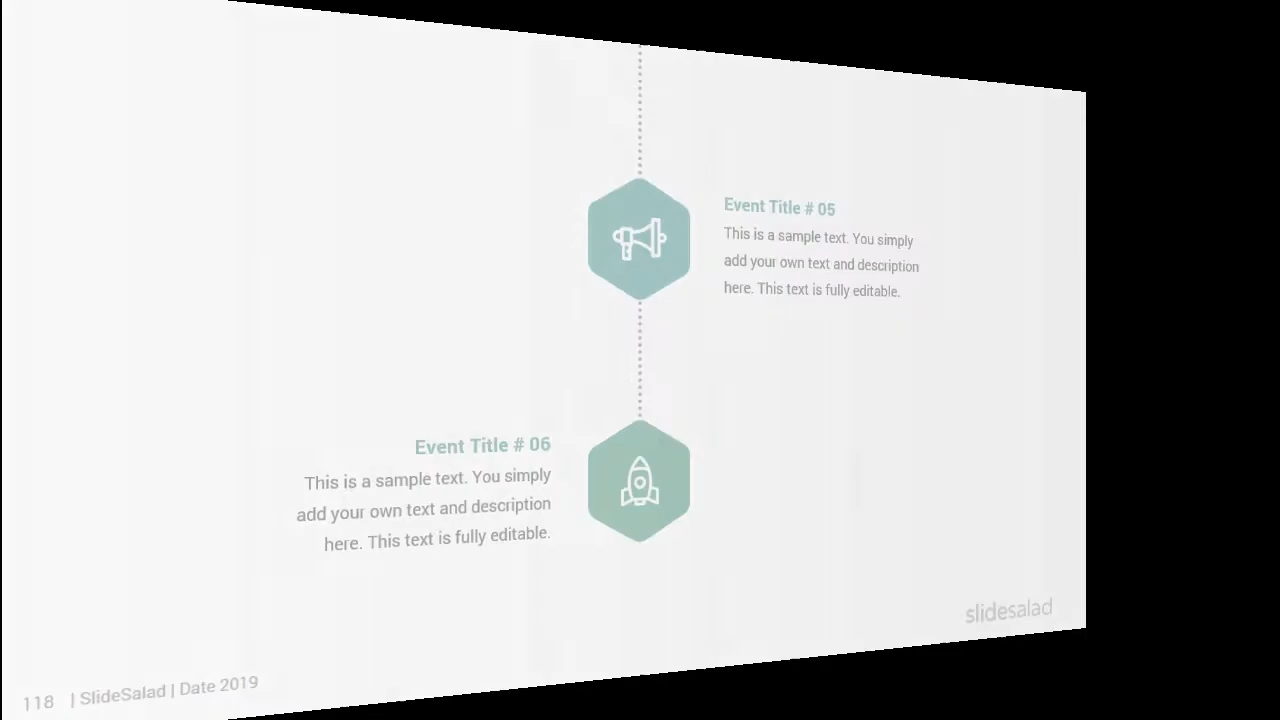 Event Title # 05
This is a sample text. You simply
add your own text and description
here. This text is fully editable.
Event Title # 06
This is a sample text. You simply
add your own text and description
here. This text is fully editable.
slidesalad
118 | SlideSalad | Date 2019